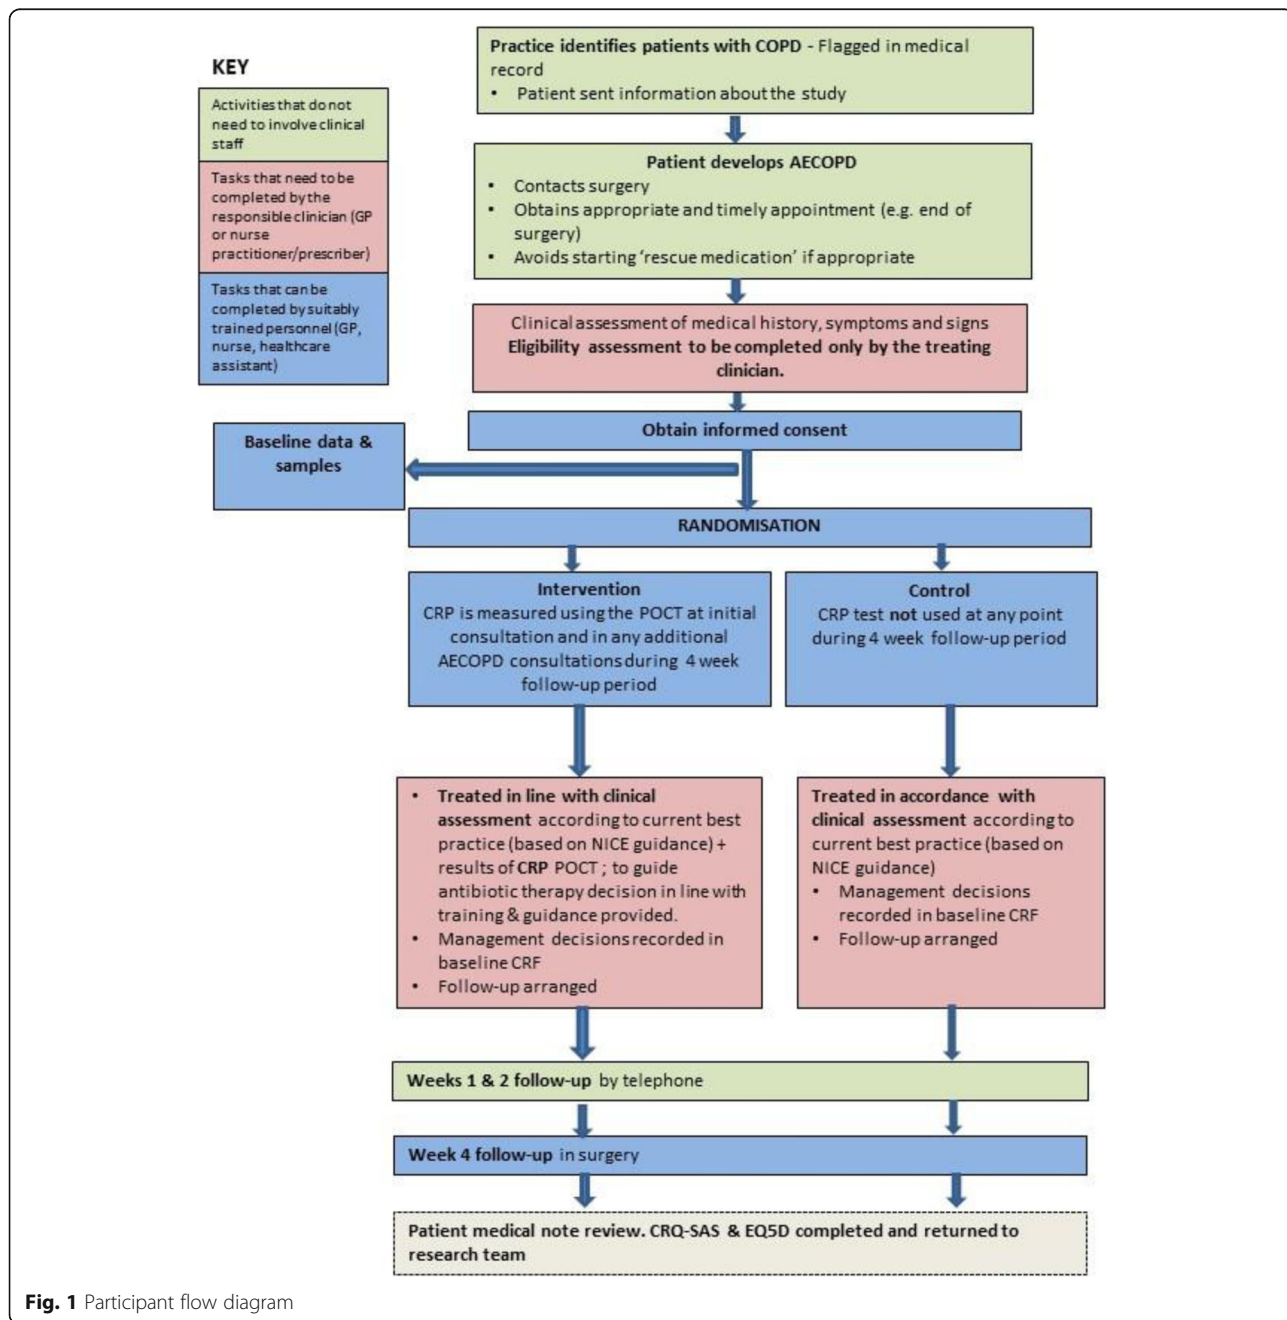 KEY
Activities that do not
need to involve clinical
staff
Tasks that need to be
completed by the
responsible clinician (GP
or nurse
practitioner/prescriber)
Tasks that can be
completed by suitably
trained personnel (GP,
nurse, healthcare
assistant)
Practice identifies patients with COPD - Flagged in medical
record
• Patient sent information about the study
Patient develops AECOPD
• Contacts surgery
• Obtains appropriate and timely appointment (e.g. end of
surgery)
• Avoids starting 'rescue medication' if appropriate
Clinical assessment of medical history, symptoms and signs
Eligibility assessment to be completed only by the treating
clinician.
Obtain informed consent
Baseline data &
samples
RANDOMISATION
Intervention
CRP is measured using the POCT at initial
consultation and in any additional
AECOPD consultations during 4 week
follow-up period
Control
CRP test not used at any point
during 4 week follow-up period
• Treated in line with clinical
assessment according to current best
practice (based on NICE guidance) +
results of CRP POCT ; to guide
antibiotic therapy decision in line with
training & guidance provided.
• Management decisions recorded in
baseline CRF
• Follow-up arranged
Treated in accordance with
clinical assessment according to
current best practice (based on
NICE guidance)
• Management decisions
recorded in baseline CRF
• Follow-up arranged
Weeks 1 & 2 follow-up by telephone
Week 4 follow-up in surgery
Patient medical note review. CRQ-SAS & EQ5D completed and returned to
research team
Fig. 1 Participant flow diagram